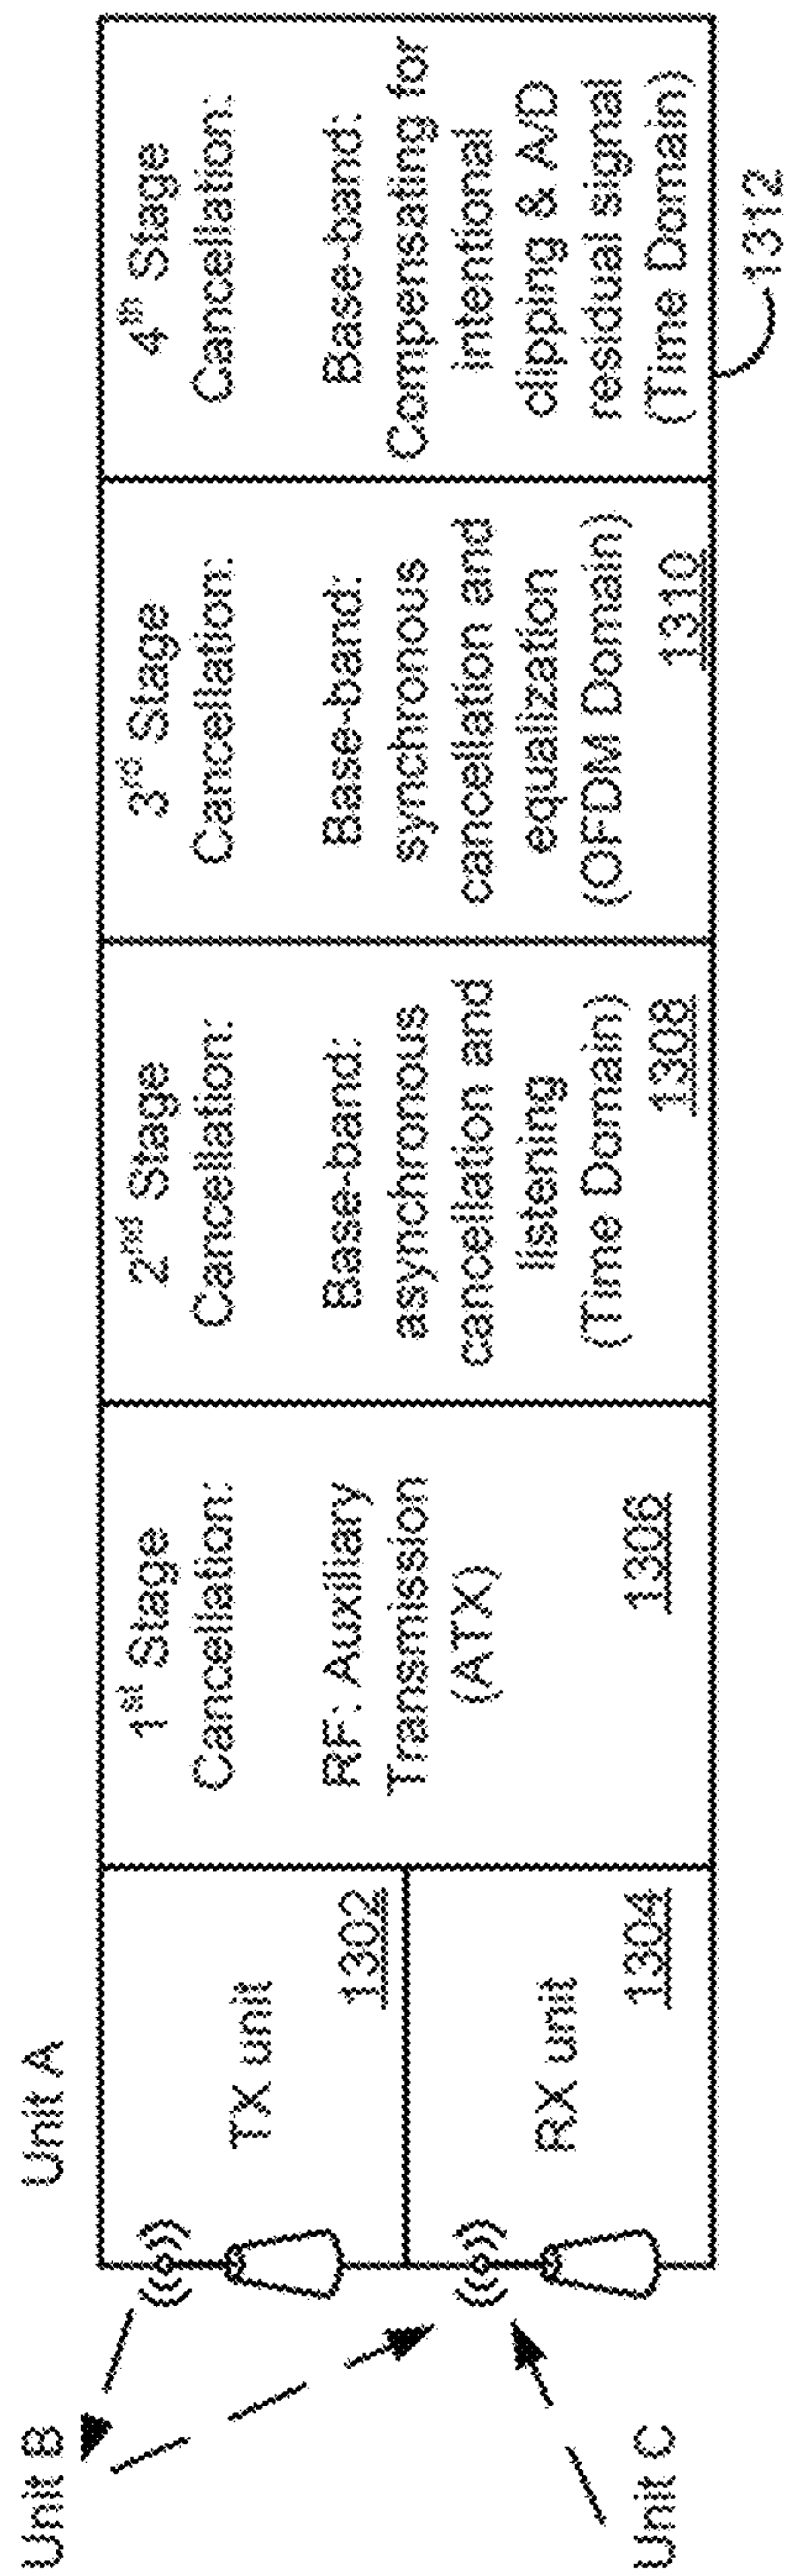 Unit B
Unit C
Unit A
TX unit
1302
RX unit
1304
1st Stage
Cancellation:
RF: Auxiliary
Transmission
(ATX)
1306
2nd Stage
Cancellation:
Base-band:
asynchronous
cancellation and
listening
(Time Domain)
1308
3rd Stage
Cancellation:
Base-band:
synchronous
cancellation and
equalization
(OFDM Domain)
1310
4th Stage
Cancellation:
Base-band:
Compensating for
intentional
clipping & A/D
residual signal
(Time Domain)
1312